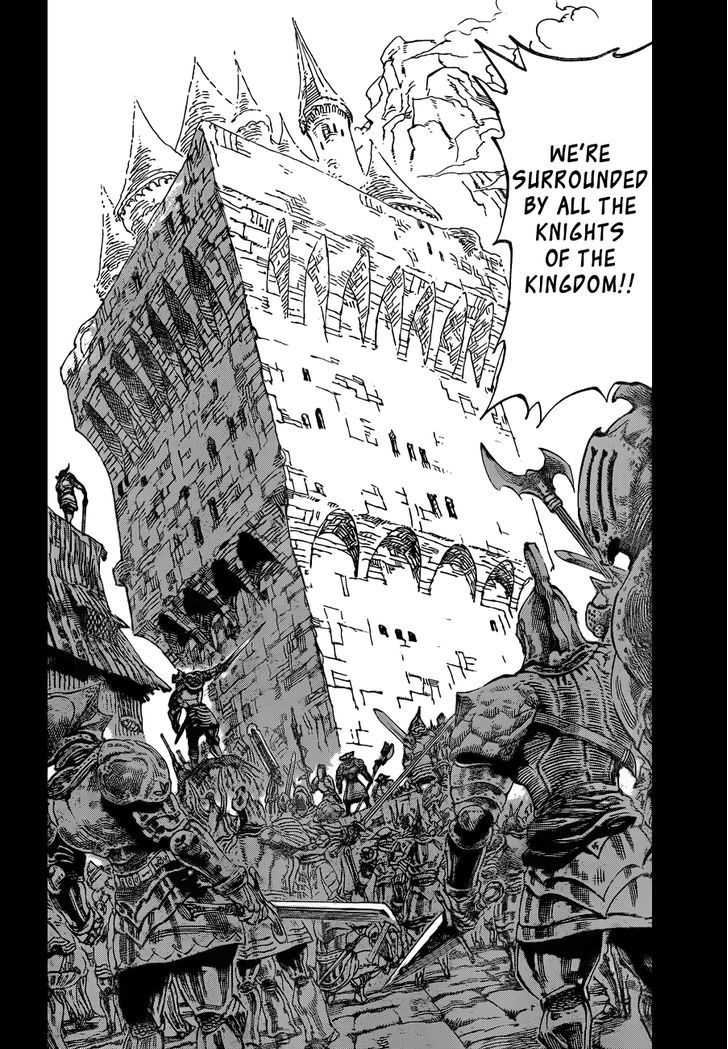 WE'RE
SURROUNDED
BY ALL THE
KNIGHTS
OF THE
KINGDOM!!